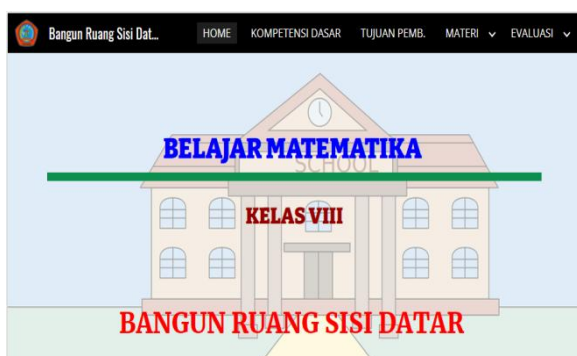 Bangun Ruang Sisi Dat... HOME KOMPETENSI DASAR TUJUAN PEMB. MATERI EVALUASI
BELAJAR MATEMATIKA
SCHOOL
KELAS VIII
BANGUN RUANG SISI DATAR